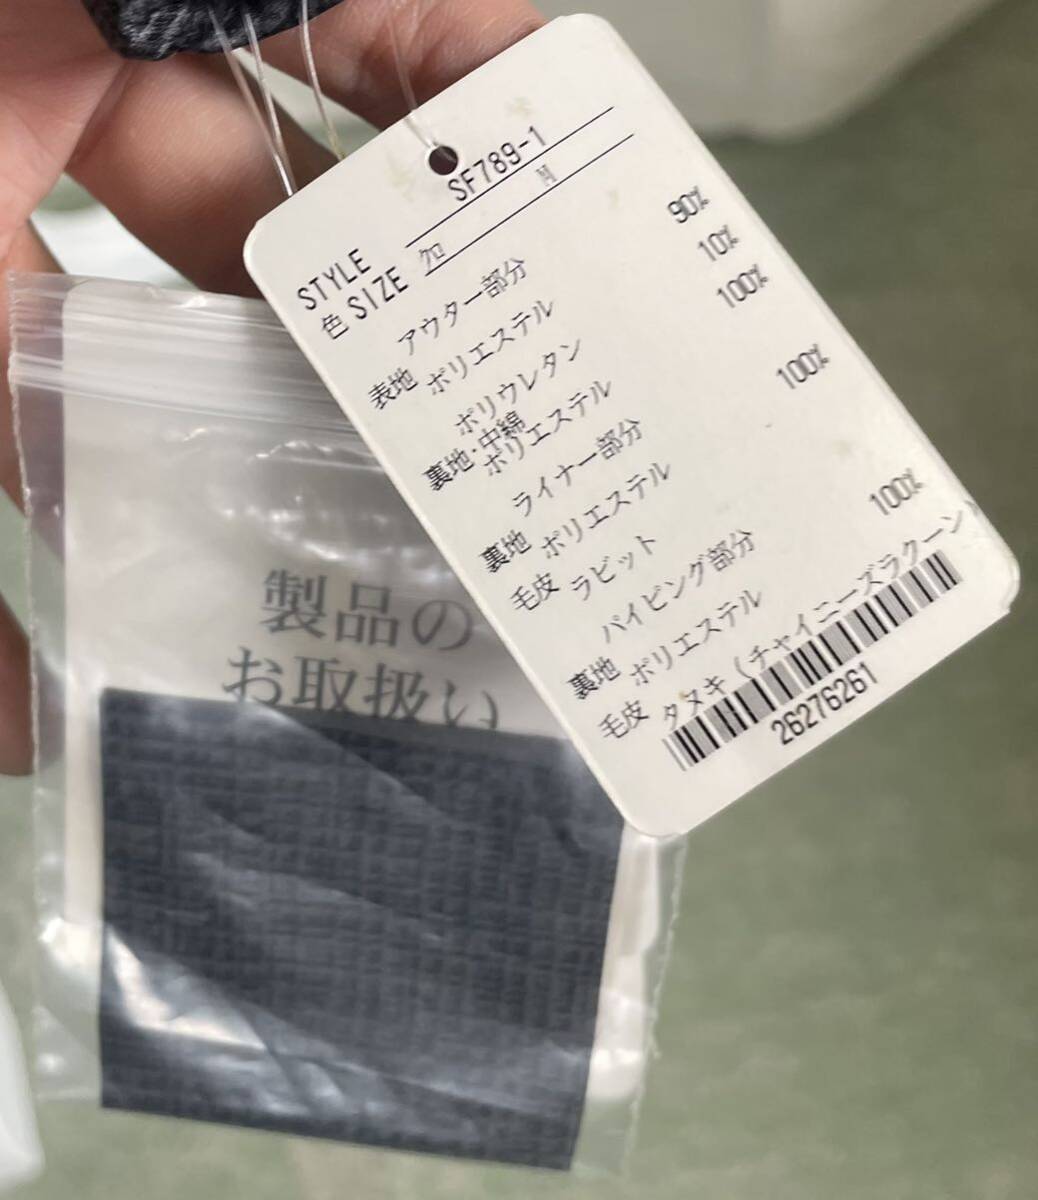 STYLE SF789-1
色 SIZE クロ M
アウター部分
表地 ポリエステル 90%
ポリウレタン 10%
裏地・中綿
ポリエステル 100%
ライナー部分
裏地 ポリエステル 100%
毛皮 ラビット
パイピング部分
裏地 ポリエステル 100%
毛皮 タヌキ(チャイニーズラクーン)
26276261
製品の
お取扱い